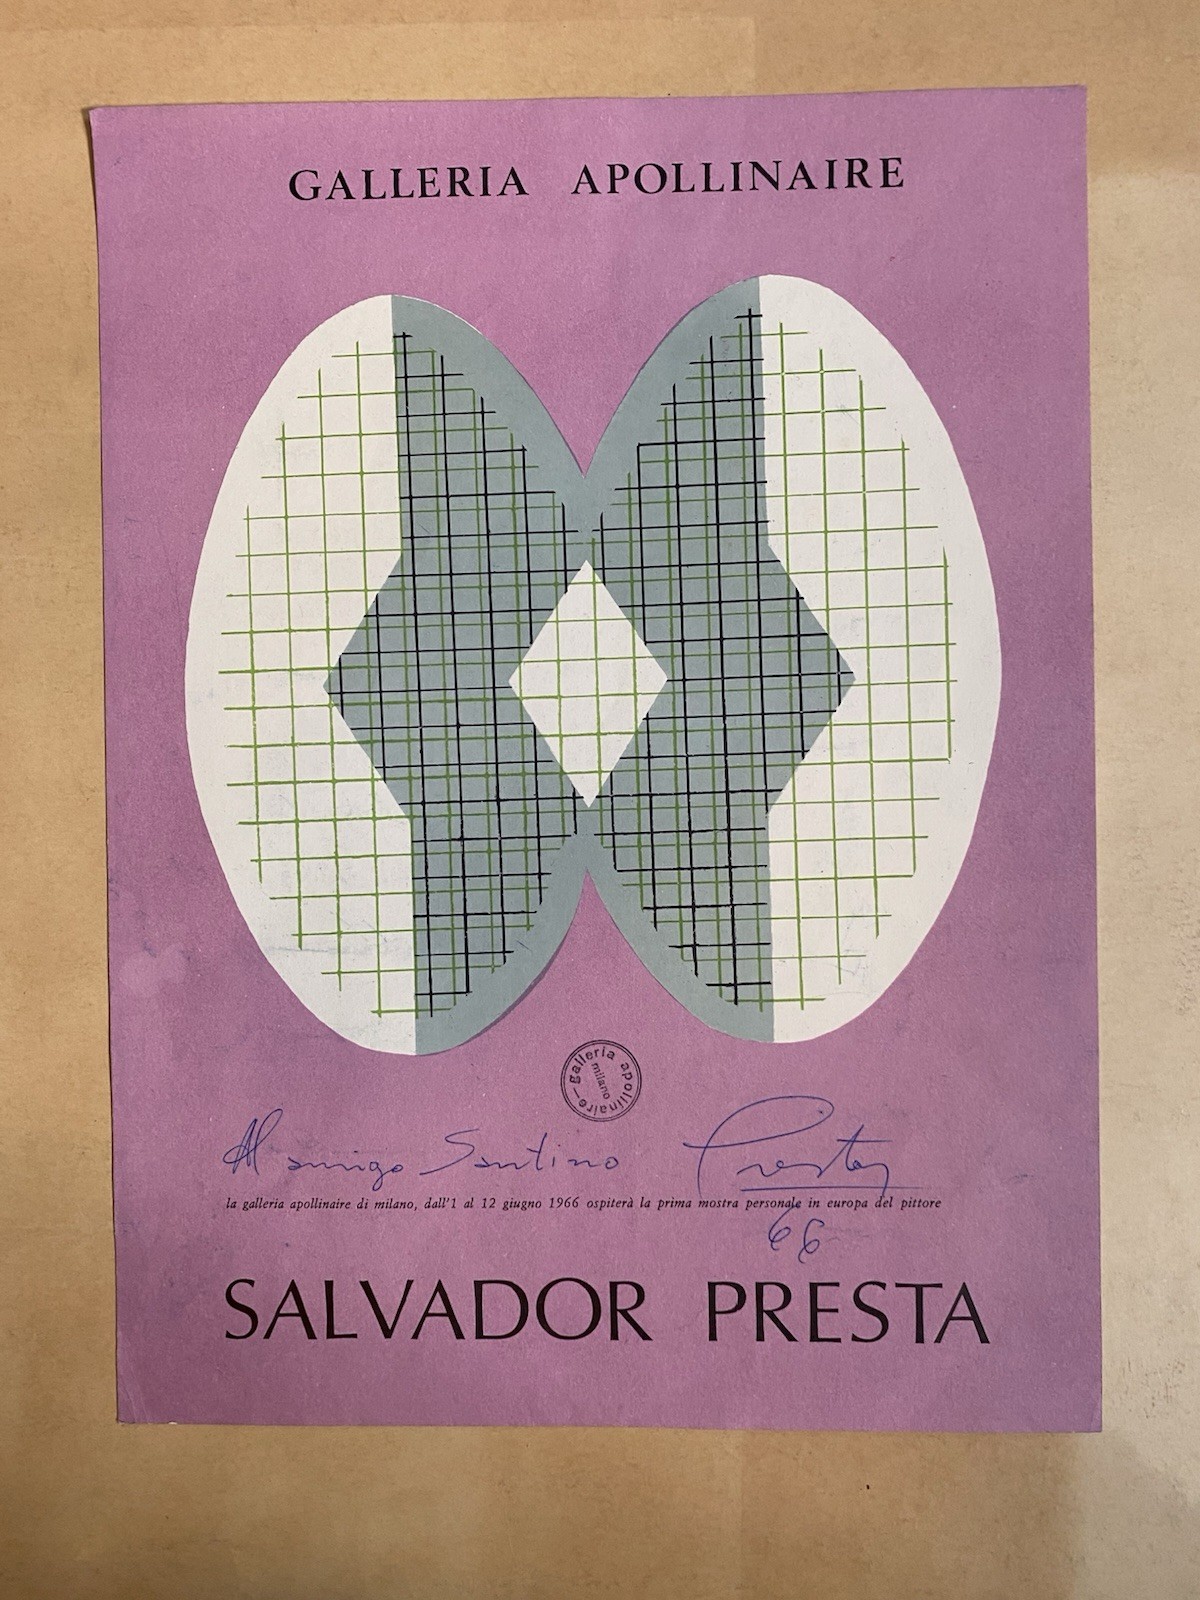 GALLERIA APOLLINAIRE
galleria apollinaire
milano
Al amigo Santino Presta
la galleria apollinaire di milano, dall'1 al 12 giugno 1966 ospiterà la prima mostra personale in europa del pittore
66
SALVADOR PRESTA